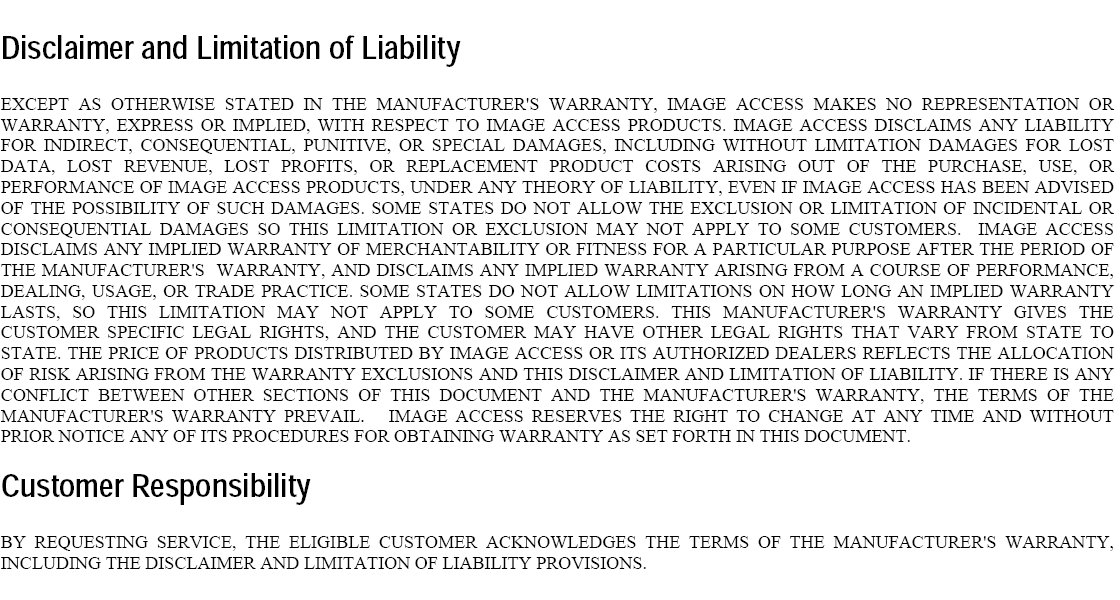 Disclaimer and Limitation of Liability
EXCEPT AS OTHERWISE STATED IN THE MANUFACTURER'S WARRANTY, IMAGE ACCESS MAKES NO REPRESENTATION OR
WARRANTY, EXPRESS OR IMPLIED, WITH RESPECT TO IMAGE ACCESS PRODUCTS. IMAGE ACCESS DISCLAIMS ANY LIABILITY
FOR INDIRECT, CONSEQUENTIAL, PUNITIVE, OR SPECIAL DAMAGES, INCLUDING WITHOUT LIMITATION DAMAGES FOR LOST
DATA, LOST REVENUE, LOST PROFITS, OR REPLACEMENT PRODUCT COSTS ARISING OUT OF THE PURCHASE, USE, OR
PERFORMANCE OF IMAGE ACCESS PRODUCTS, UNDER ANY THEORY OF LIABILITY, EVEN IF IMAGE ACCESS HAS BEEN ADVISED
OF THE POSSIBILITY OF SUCH DAMAGES. SOME STATES DO NOT ALLOW THE EXCLUSION OR LIMITATION OF INCIDENTAL OR
CONSEQUENTIAL DAMAGES SO THIS LIMITATION OR EXCLUSION MAY NOT APPLY TO SOME CUSTOMERS. IMAGE ACCESS
DISCLAIMS ANY IMPLIED WARRANTY OF MERCHANTABILITY OR FITNESS FOR A PARTICULAR PURPOSE AFTER THE PERIOD OF
THE MANUFACTURER'S WARRANTY, AND DISCLAIMS ANY IMPLIED WARRANTY ARISING FROM A COURSE OF PERFORMANCE,
DEALING, USAGE, OR TRADE PRACTICE. SOME STATES DO NOT ALLOW LIMITATIONS ON HOW LONG AN IMPLIED WARRANTY
LASTS, SO THIS LIMITATION MAY NOT APPLY TO SOME CUSTOMERS. THIS MANUFACTURER'S WARRANTY GIVES THE
CUSTOMER SPECIFIC LEGAL RIGHTS, AND THE CUSTOMER MAY HAVE OTHER LEGAL RIGHTS THAT VARY FROM STATE TO
STATE. THE PRICE OF PRODUCTS DISTRIBUTED BY IMAGE ACCESS OR ITS AUTHORIZED DEALERS REFLECTS THE ALLOCATION
OF RISK ARISING FROM THE WARRANTY EXCLUSIONS AND THIS DISCLAIMER AND LIMITATION OF LIABILITY. IF THERE IS ANY
CONFLICT BETWEEN OTHER SECTIONS OF THIS DOCUMENT AND THE MANUFACTURER'S WARRANTY, THE TERMS OF THE
MANUFACTURER'S WARRANTY PREVAIL. IMAGE ACCESS RESERVES THE RIGHT TO CHANGE AT ANY TIME AND WITHOUT
PRIOR NOTICE ANY OF ITS PROCEDURES FOR OBTAINING WARRANTY AS SET FORTH IN THIS DOCUMENT.
Customer Responsibility
BY REQUESTING SERVICE, THE ELIGIBLE CUSTOMER ACKNOWLEDGES THE TERMS OF THE MANUFACTURER'S WARRANTY,
INCLUDING THE DISCLAIMER AND LIMITATION OF LIABILITY PROVISIONS.